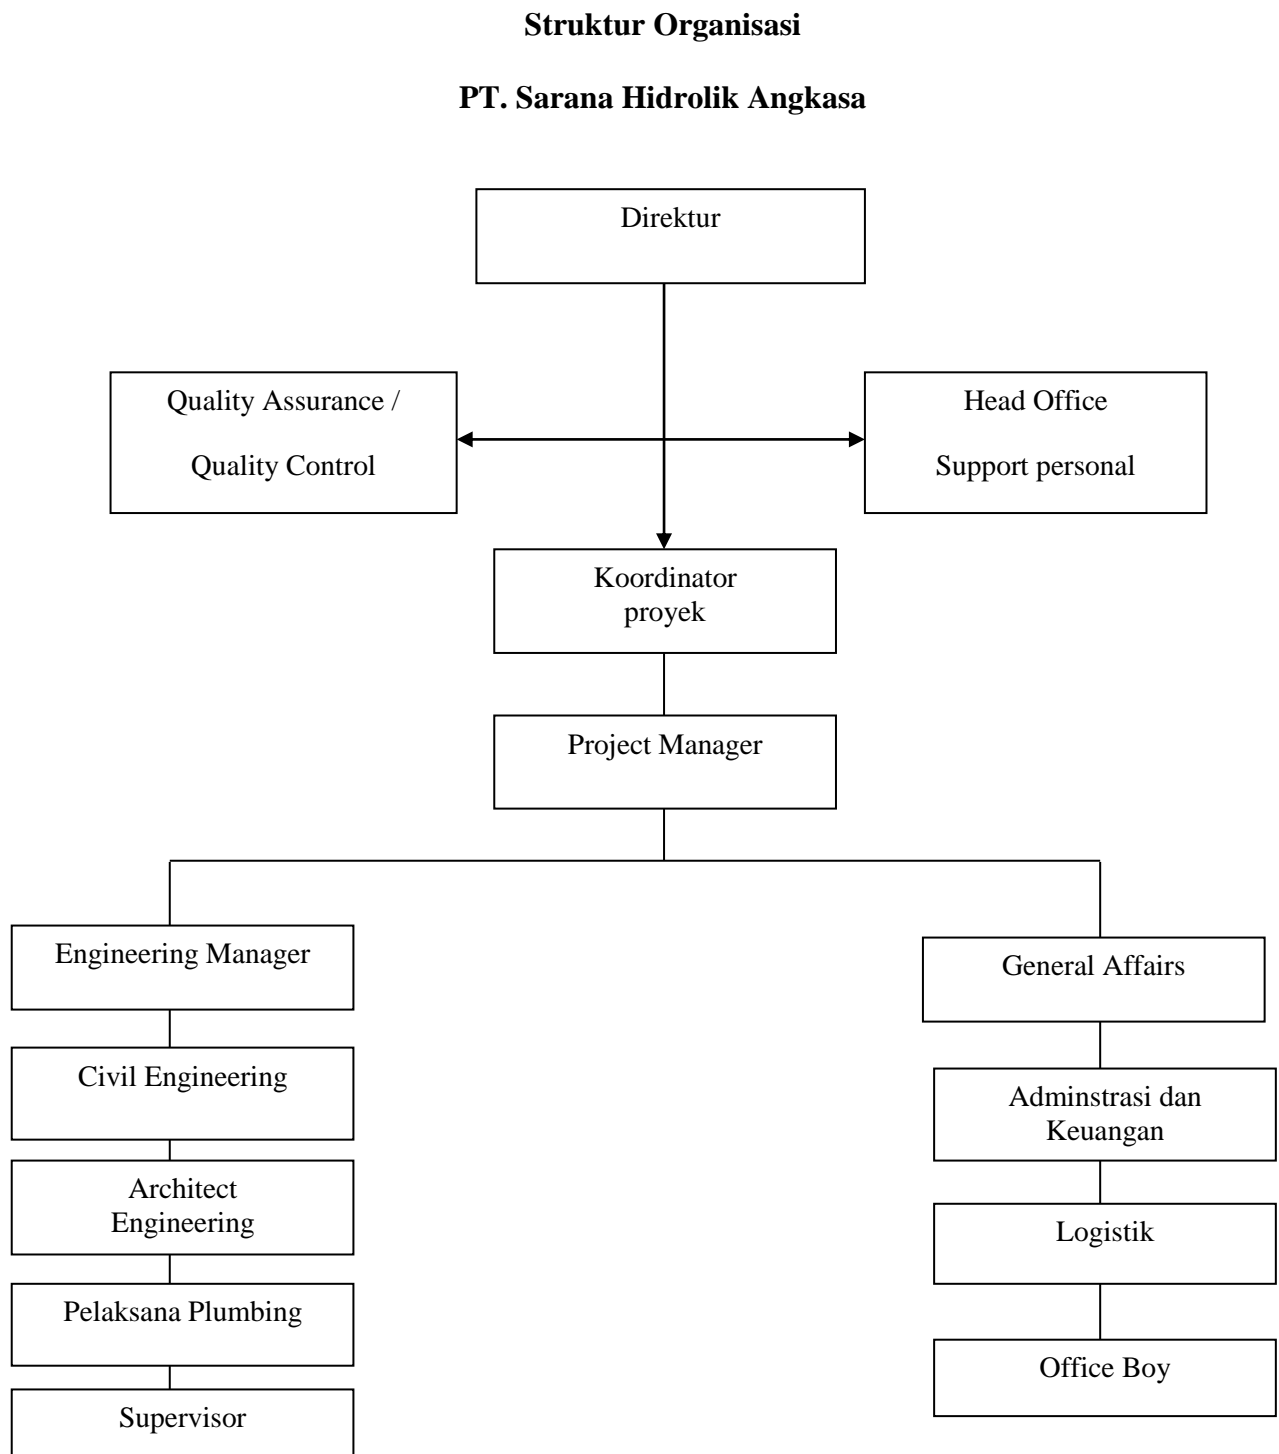 Struktur Organisasi
PT. Sarana Hidrolik Angkasa
Direktur
Quality Assurance /
Quality Control
Head Office
Support personal
Koordinator
proyek
Project Manager
Engineering Manager
General Affairs
Civil Engineering
Adminstrasi dan
Keuangan
Architect
Engineering
Logistik
Pelaksana Plumbing
Office Boy
Supervisor